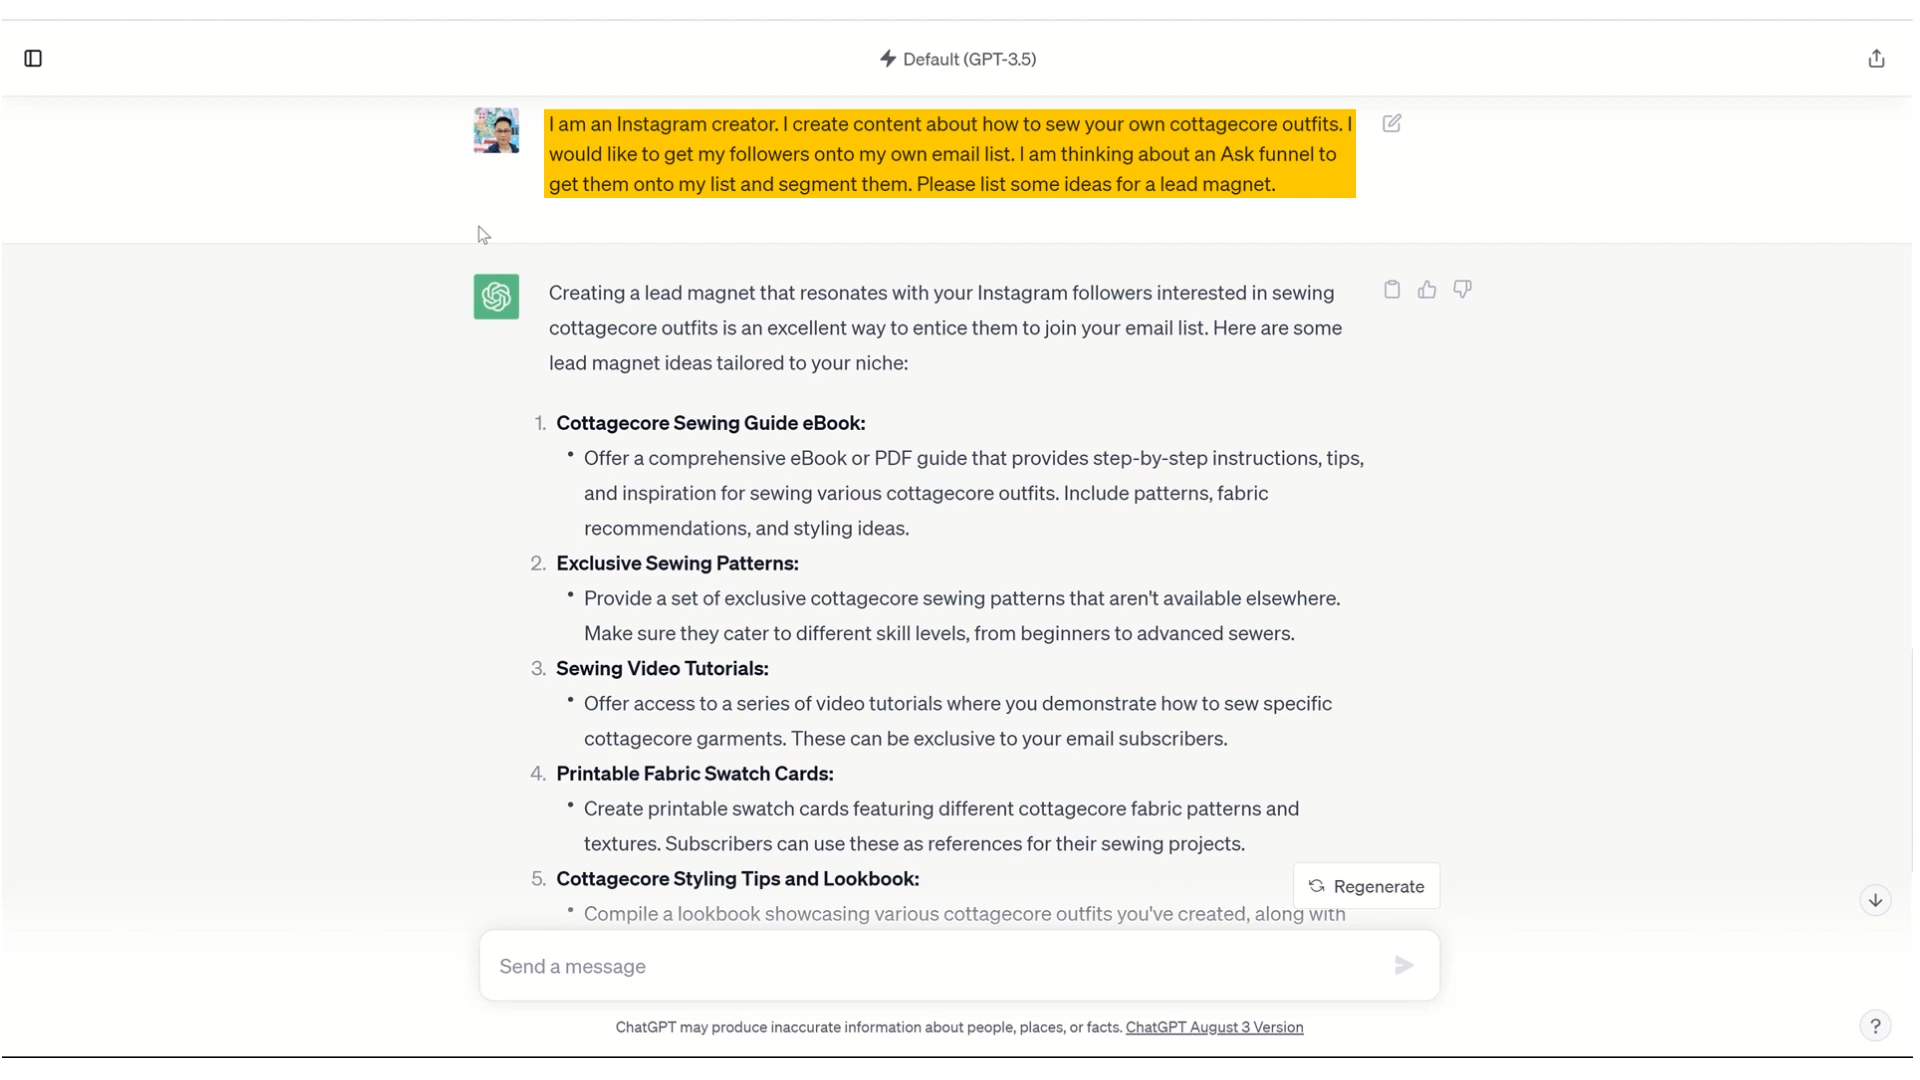 Default (GPT-3.5)
I am an Instagram creator. I create content about how to sew your own cottagecore outfits. I
would like to get my followers onto my own email list. I am thinking about an Ask funnel to
get them onto my list and segment them. Please list some ideas for a lead magnet.
Creating a lead magnet that resonates with your Instagram followers interested in sewing
cottagecore outfits is an excellent way to entice them to join your email list. Here are some
lead magnet ideas tailored to your niche:
1. Cottagecore Sewing Guide eBook:
• Offer a comprehensive eBook or PDF guide that provides step-by-step instructions, tips,
and inspiration for sewing various cottagecore outfits. Include patterns, fabric
recommendations, and styling ideas.
2. Exclusive Sewing Patterns:
• Provide a set of exclusive cottagecore sewing patterns that aren't available elsewhere.
Make sure they cater to different skill levels, from beginners to advanced sewers.
3. Sewing Video Tutorials:
• Offer access to a series of video tutorials where you demonstrate how to sew specific
cottagecore garments. These can be exclusive to your email subscribers.
4. Printable Fabric Swatch Cards:
• Create printable swatch cards featuring different cottagecore fabric patterns and
textures. Subscribers can use these as references for their sewing projects.
5. Cottagecore Styling Tips and Lookbook:
Regenerate
• Compile a lookbook showcasing various cottagecore outfits you've created, along with
Send a message
ChatGPT may produce inaccurate information about people, places, or facts. ChatGPT August 3 Version
?